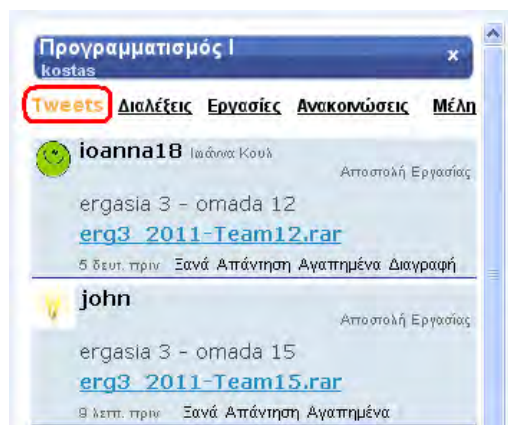 Προγραμματισμός Ι x
kostas
Tweets Διαλέξεις Εργασίες Ανακοινώσεις Μέλη
ioanna18 Ιωάννα Κουλ
Αποστολή Εργασίας
ergasia 3 - omada 12
erg3_2011-Team12.rar
5 δευτ. πριν Ξανά Απάντηση Αγαπημένα Διαγραφή
john
Αποστολή Εργασίας
ergasia 3 - omada 15
erg3_2011-Team15.rar
9 λεπτ. πριν Ξανά Απάντηση Αγαπημένα